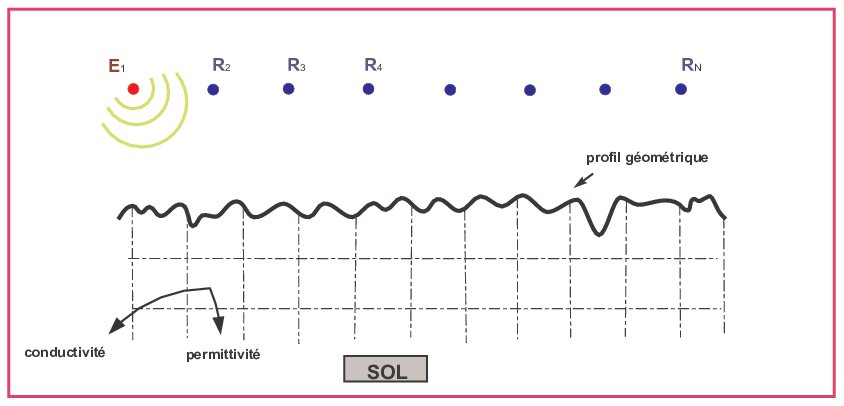 E1 R2 R3 R4 RN
profil géométrique
conductivité permittivité
SOL